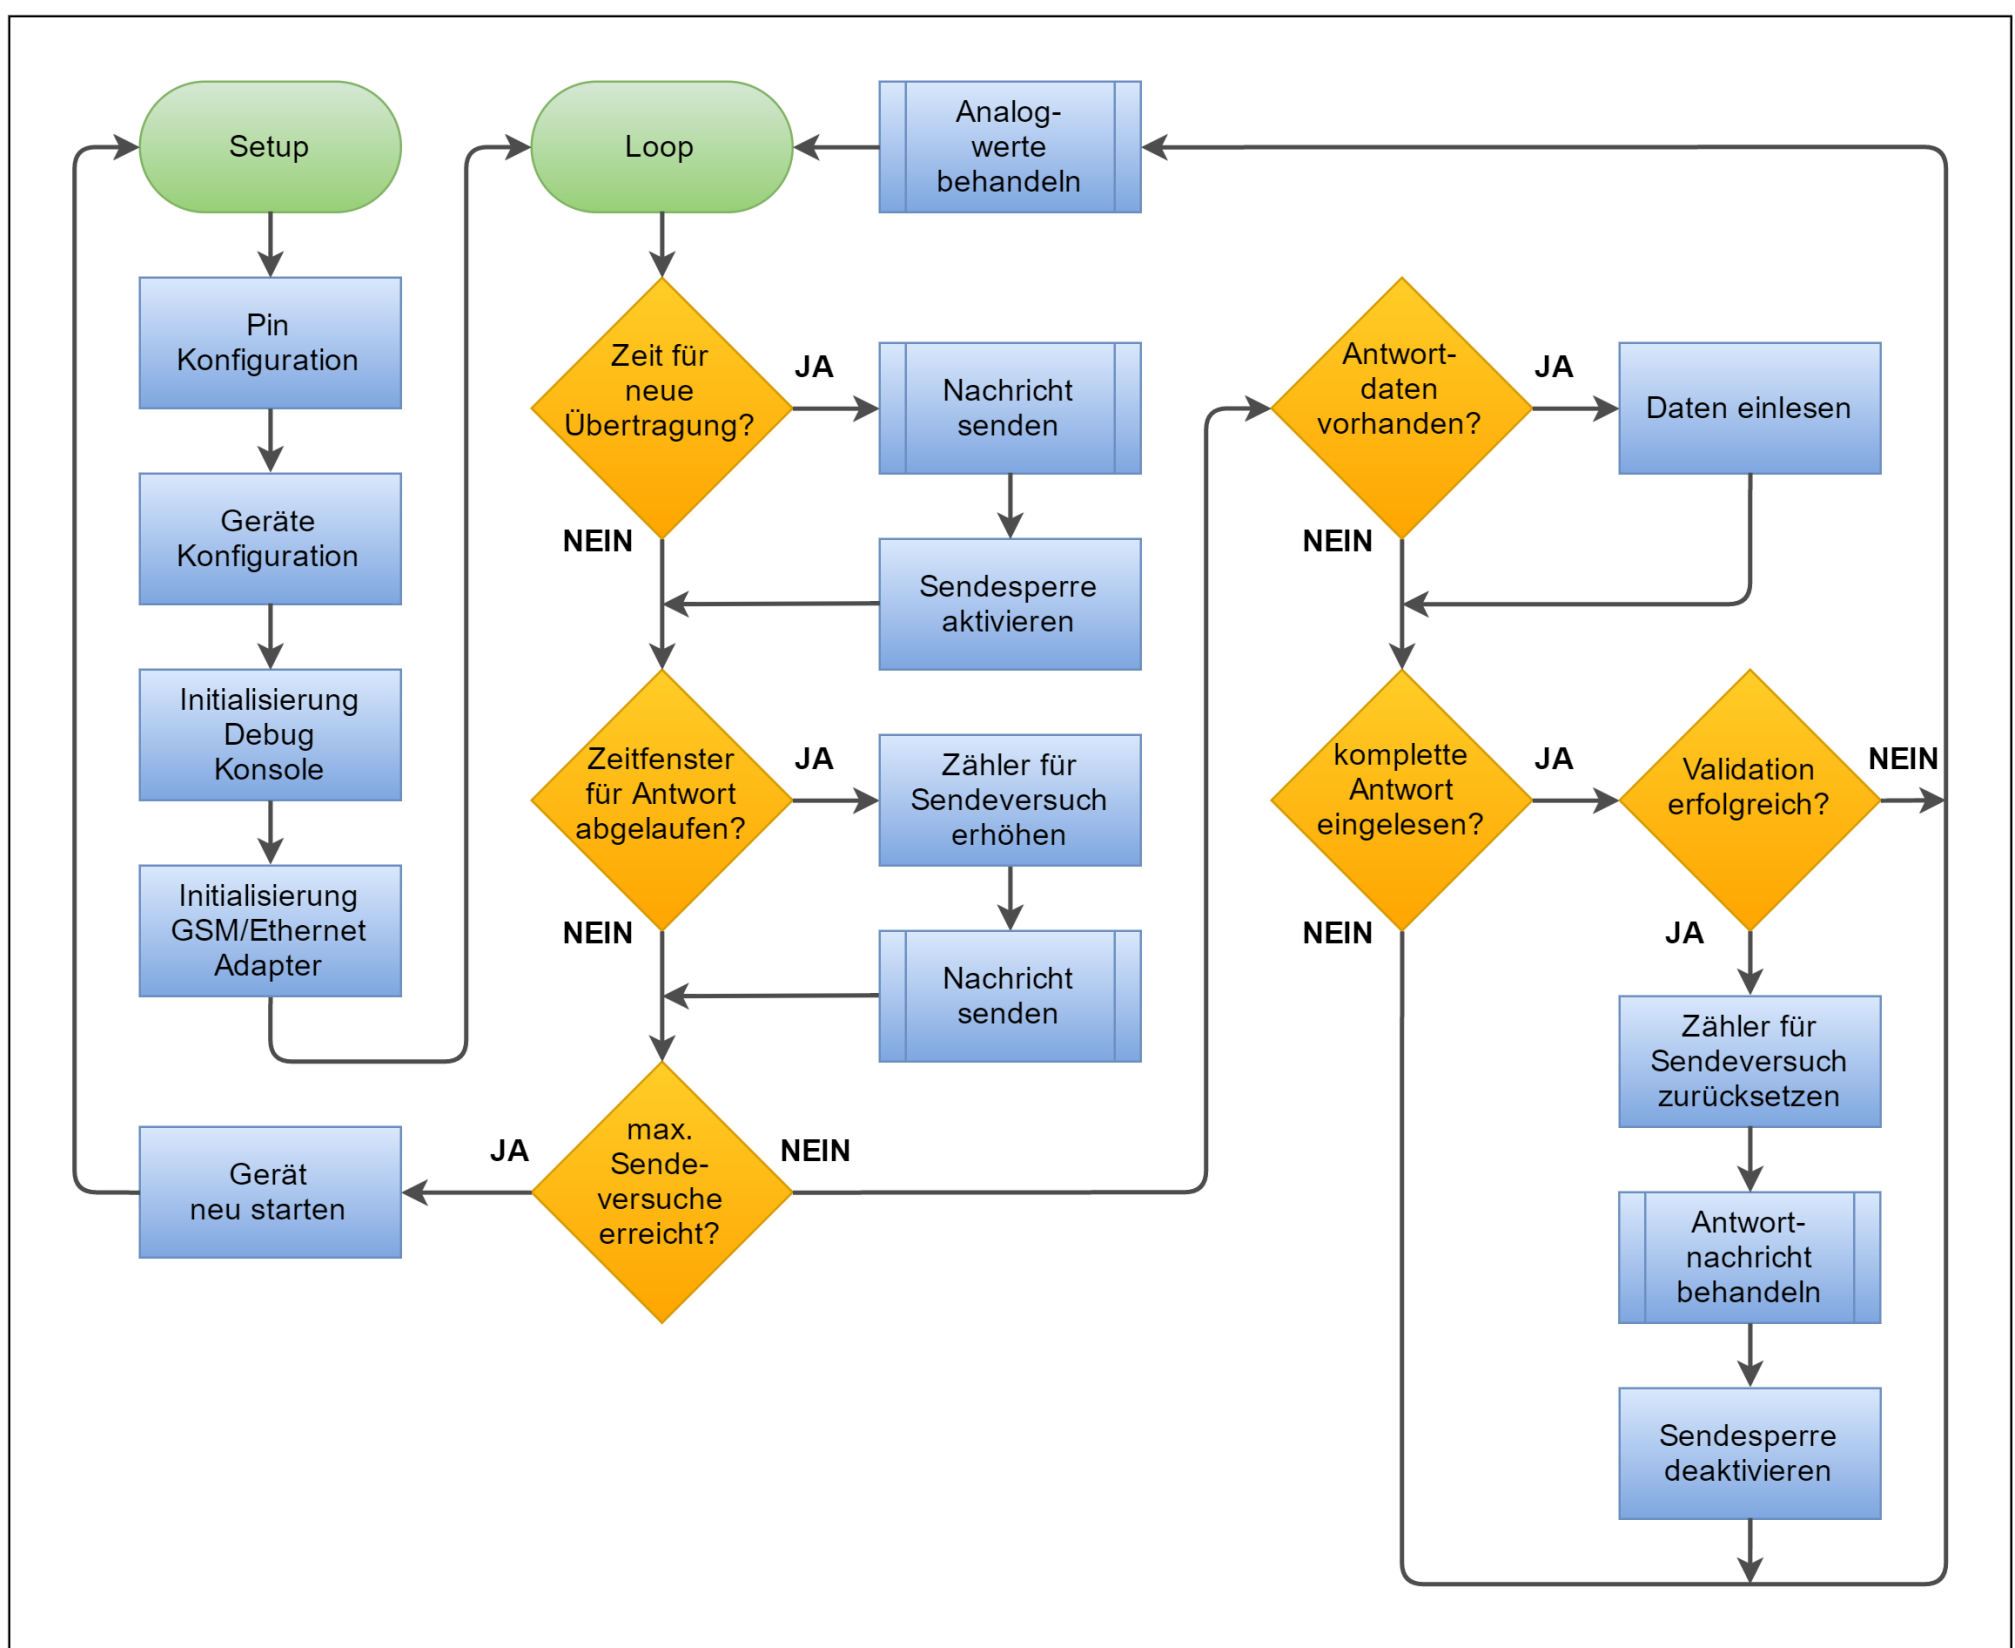 Setup
Pin
Konfiguration
Geräte
Konfiguration
Initialisierung
Debug
Konsole
Initialisierung
GSM/Ethernet
Adapter
Gerät
neu starten
Loop
Zeit für
neue
Übertragung?
JA
NEIN
Nachricht
senden
Sendesperre
aktivieren
Zeitfenster
für Antwort
abgelaufen?
JA
NEIN
Zähler für
Sendeversuch
erhöhen
Nachricht
senden
max.
Sende-
versuche
erreicht?
JA
NEIN
Analog-
werte
behandeln
Antwort-
daten
vorhanden?
JA
NEIN
Daten einlesen
komplette
Antwort
eingelesen?
JA
NEIN
Validation
erfolgreich?
NEIN
JA
Zähler für
Sendeversuch
zurücksetzen
Antwort-
nachricht
behandeln
Sendesperre
deaktivieren